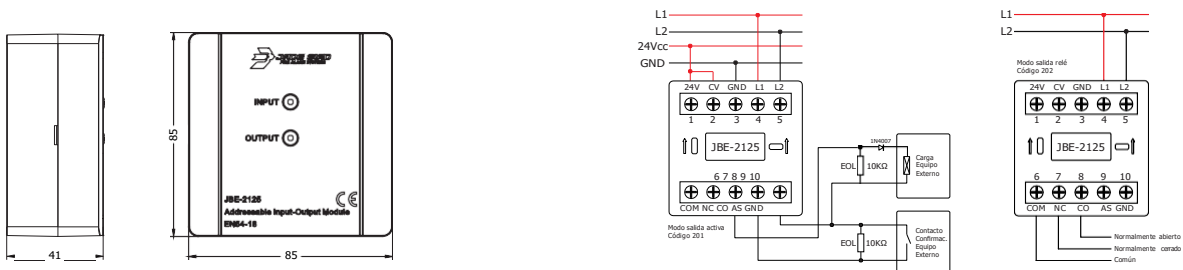 41
85
85
INPUT
OUTPUT
JBE-2125
Addressable Input-Output Module
EN54-18
CE
L1
L2
24Vcc
GND
24V CV GND L1 L2
1 2 3 4 5
JBE-2125
6 7 8 9 10
COM NC CO AS GND
Modo salida activa
Código 201
1N4007
EOL 10KΩ
Carga
Equipo
Externo
EOL 10KΩ
Contacto
Confirmac.
Equipo
Externo
L1
L2
Modo salida relé
Código 202
24V CV GND L1 L2
1 2 3 4 5
JBE-2125
6 7 8 9 10
COM NC CO AS GND
Normalmente abierto
Normalmente cerado
Común